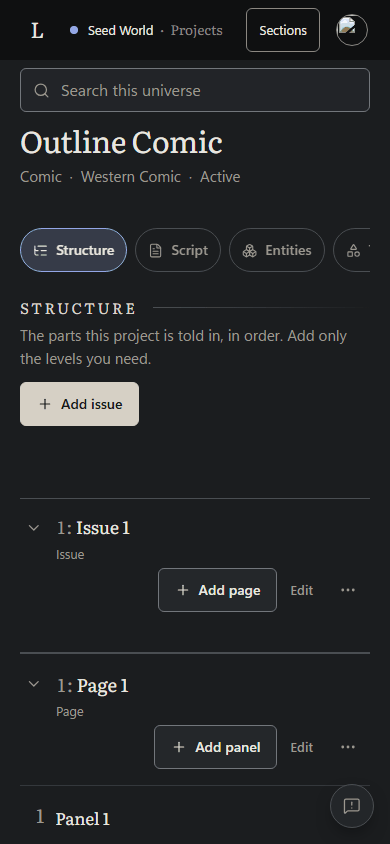 L Seed World · Projects Sections
Search this universe
Outline Comic
Comic · Western Comic · Active
Structure Script Entities
STRUCTURE
The parts this project is told in, in order. Add only
the levels you need.
+ Add issue
1: Issue 1
Issue
+ Add page Edit ···
1: Page 1
Page
+ Add panel Edit ···
1 Panel 1